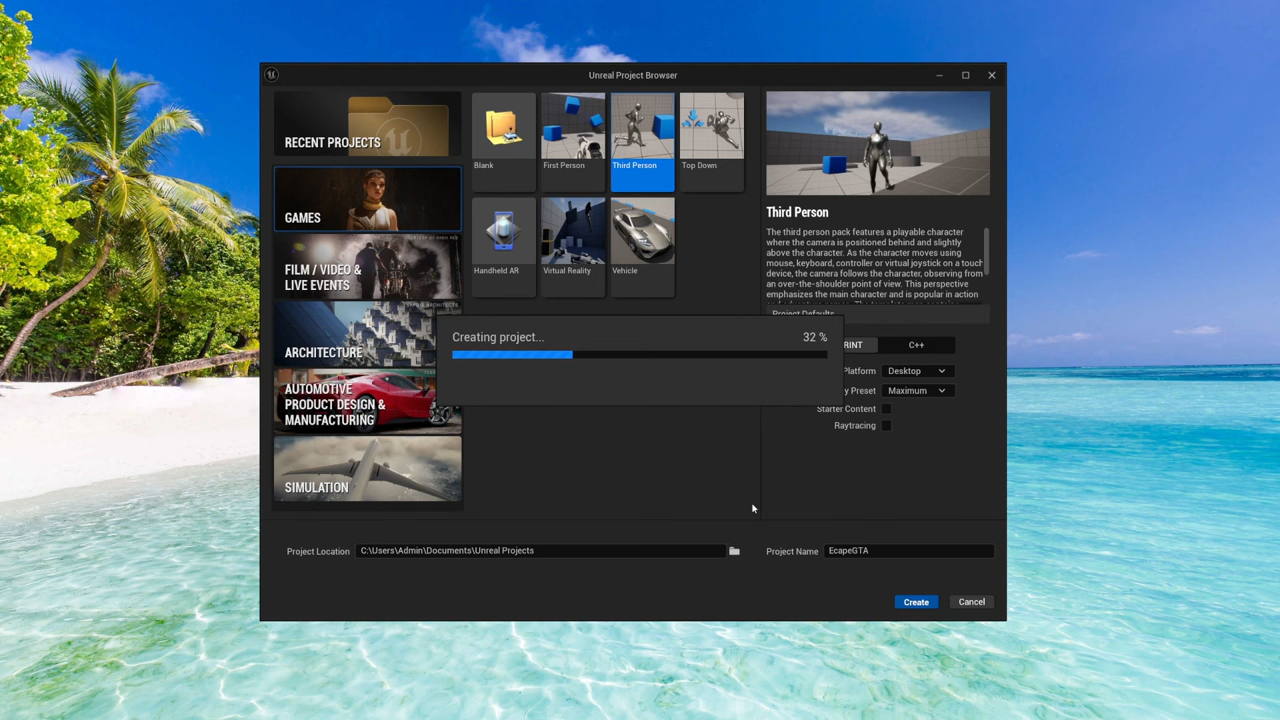 Unreal Project Browser
RECENT PROJECTS
GAMES
FILM / VIDEO &
LIVE EVENTS
ARCHITECTURE
AUTOMOTIVE
PRODUCT DESIGN &
MANUFACTURING
SIMULATION
Blank
First Person
Third Person
Top Down
Handheld AR
Virtual Reality
Vehicle
Creating project...
32 %
Third Person
The third person pack features a playable character
where the camera is positioned behind and slightly
above the character. As the character moves using
mouse, keyboard, controller or virtual joystick on a touch
device, the camera follows the character, observing from
an over-the-shoulder point of view. This perspective
emphasizes the main character and is popular in action
Project Defaults
RINT
C++
Platform
Desktop
y Preset
Maximum
Starter Content
Raytracing
Project Location
C:\Users\Admin\Documents\Unreal Projects
Project Name
EcapeGTA
Create
Cancel